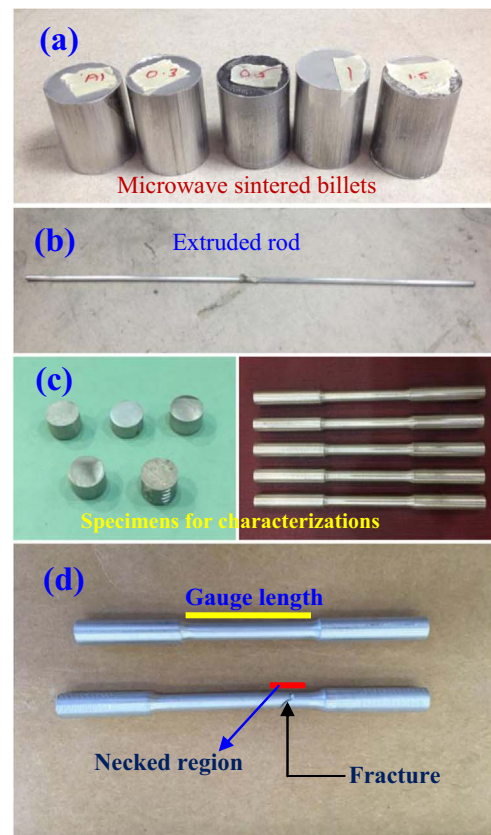 (a)
Al
0.3
0.5
1
1.5
Microwave sintered billets
(b)
Extruded rod
(c)
Specimens for characterizations
(d)
Gauge length
Necked region
Fracture